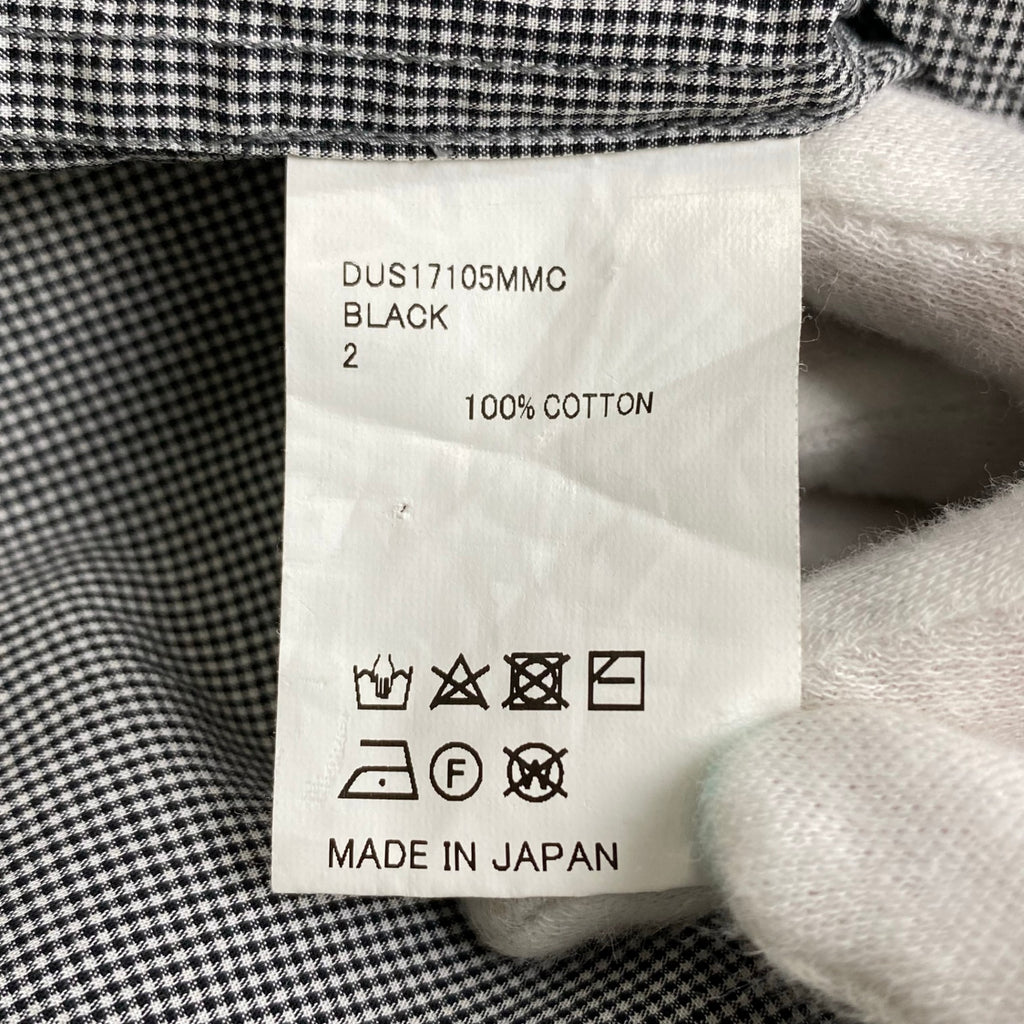 DUS17105MMC
BLACK
2
100% COTTON
F
W
MADE IN JAPAN